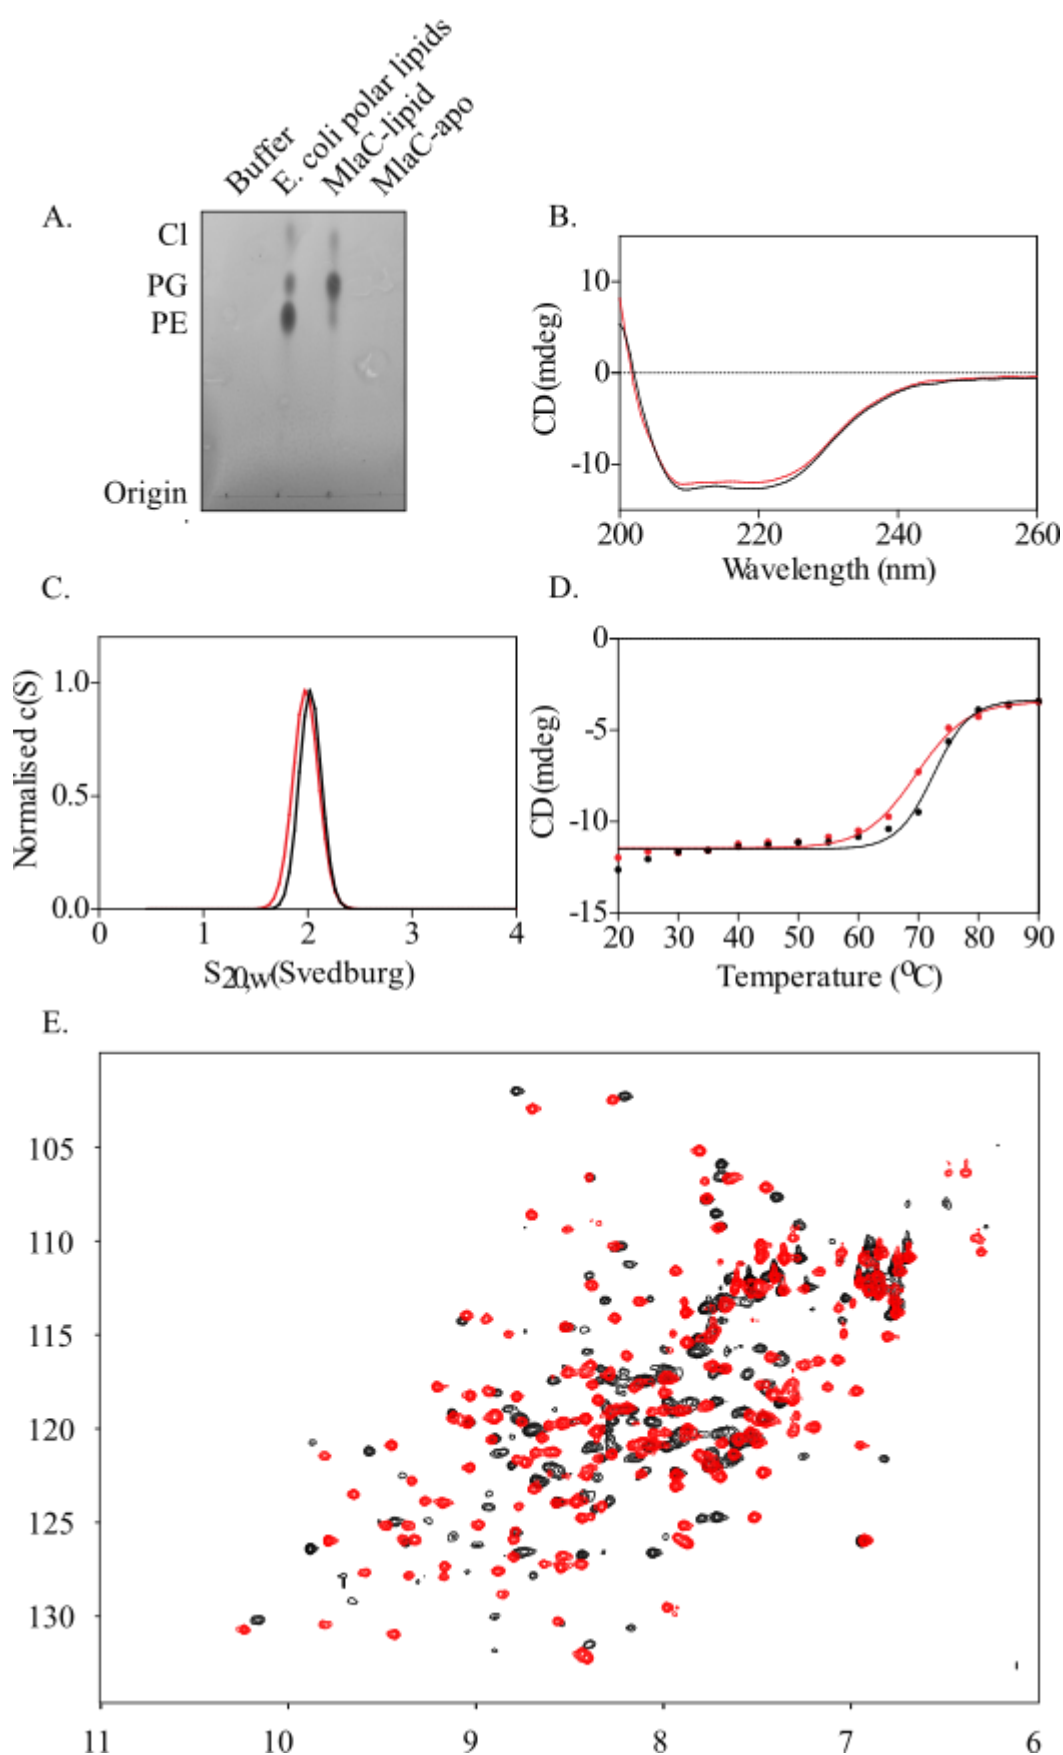 Buffer
E. coli polar lipids
MlaC-lipid
MlaC-apo
A.
Cl
PG
PE
Origin
B.
CD (mdeg)
10
0
-10
200 220 240 260
Wavelength (nm)
C.
Normalised c(S)
1.0
0.5
0.0
0 1 2 3 4
S20,w(Svedburg)
D.
CD (mdeg)
0
-5
-10
-15
20 30 40 50 60 70 80 90
Temperature (OC)
E.
105
110
115
120
125
130
11 10 9 8 7 6